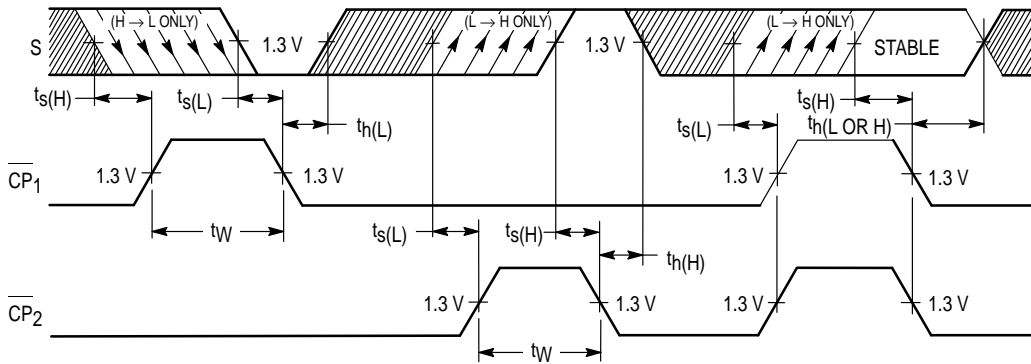 (H → L ONLY) (L → H ONLY) (L → H ONLY)
S 1.3 V 1.3 V STABLE
ts(H) ts(L) th(L) ts(L) ts(H) th(L OR H)
CP1 1.3 V 1.3 V 1.3 V 1.3 V
tW ts(L) ts(H) th(H)
CP2 1.3 V 1.3 V 1.3 V 1.3 V
tW